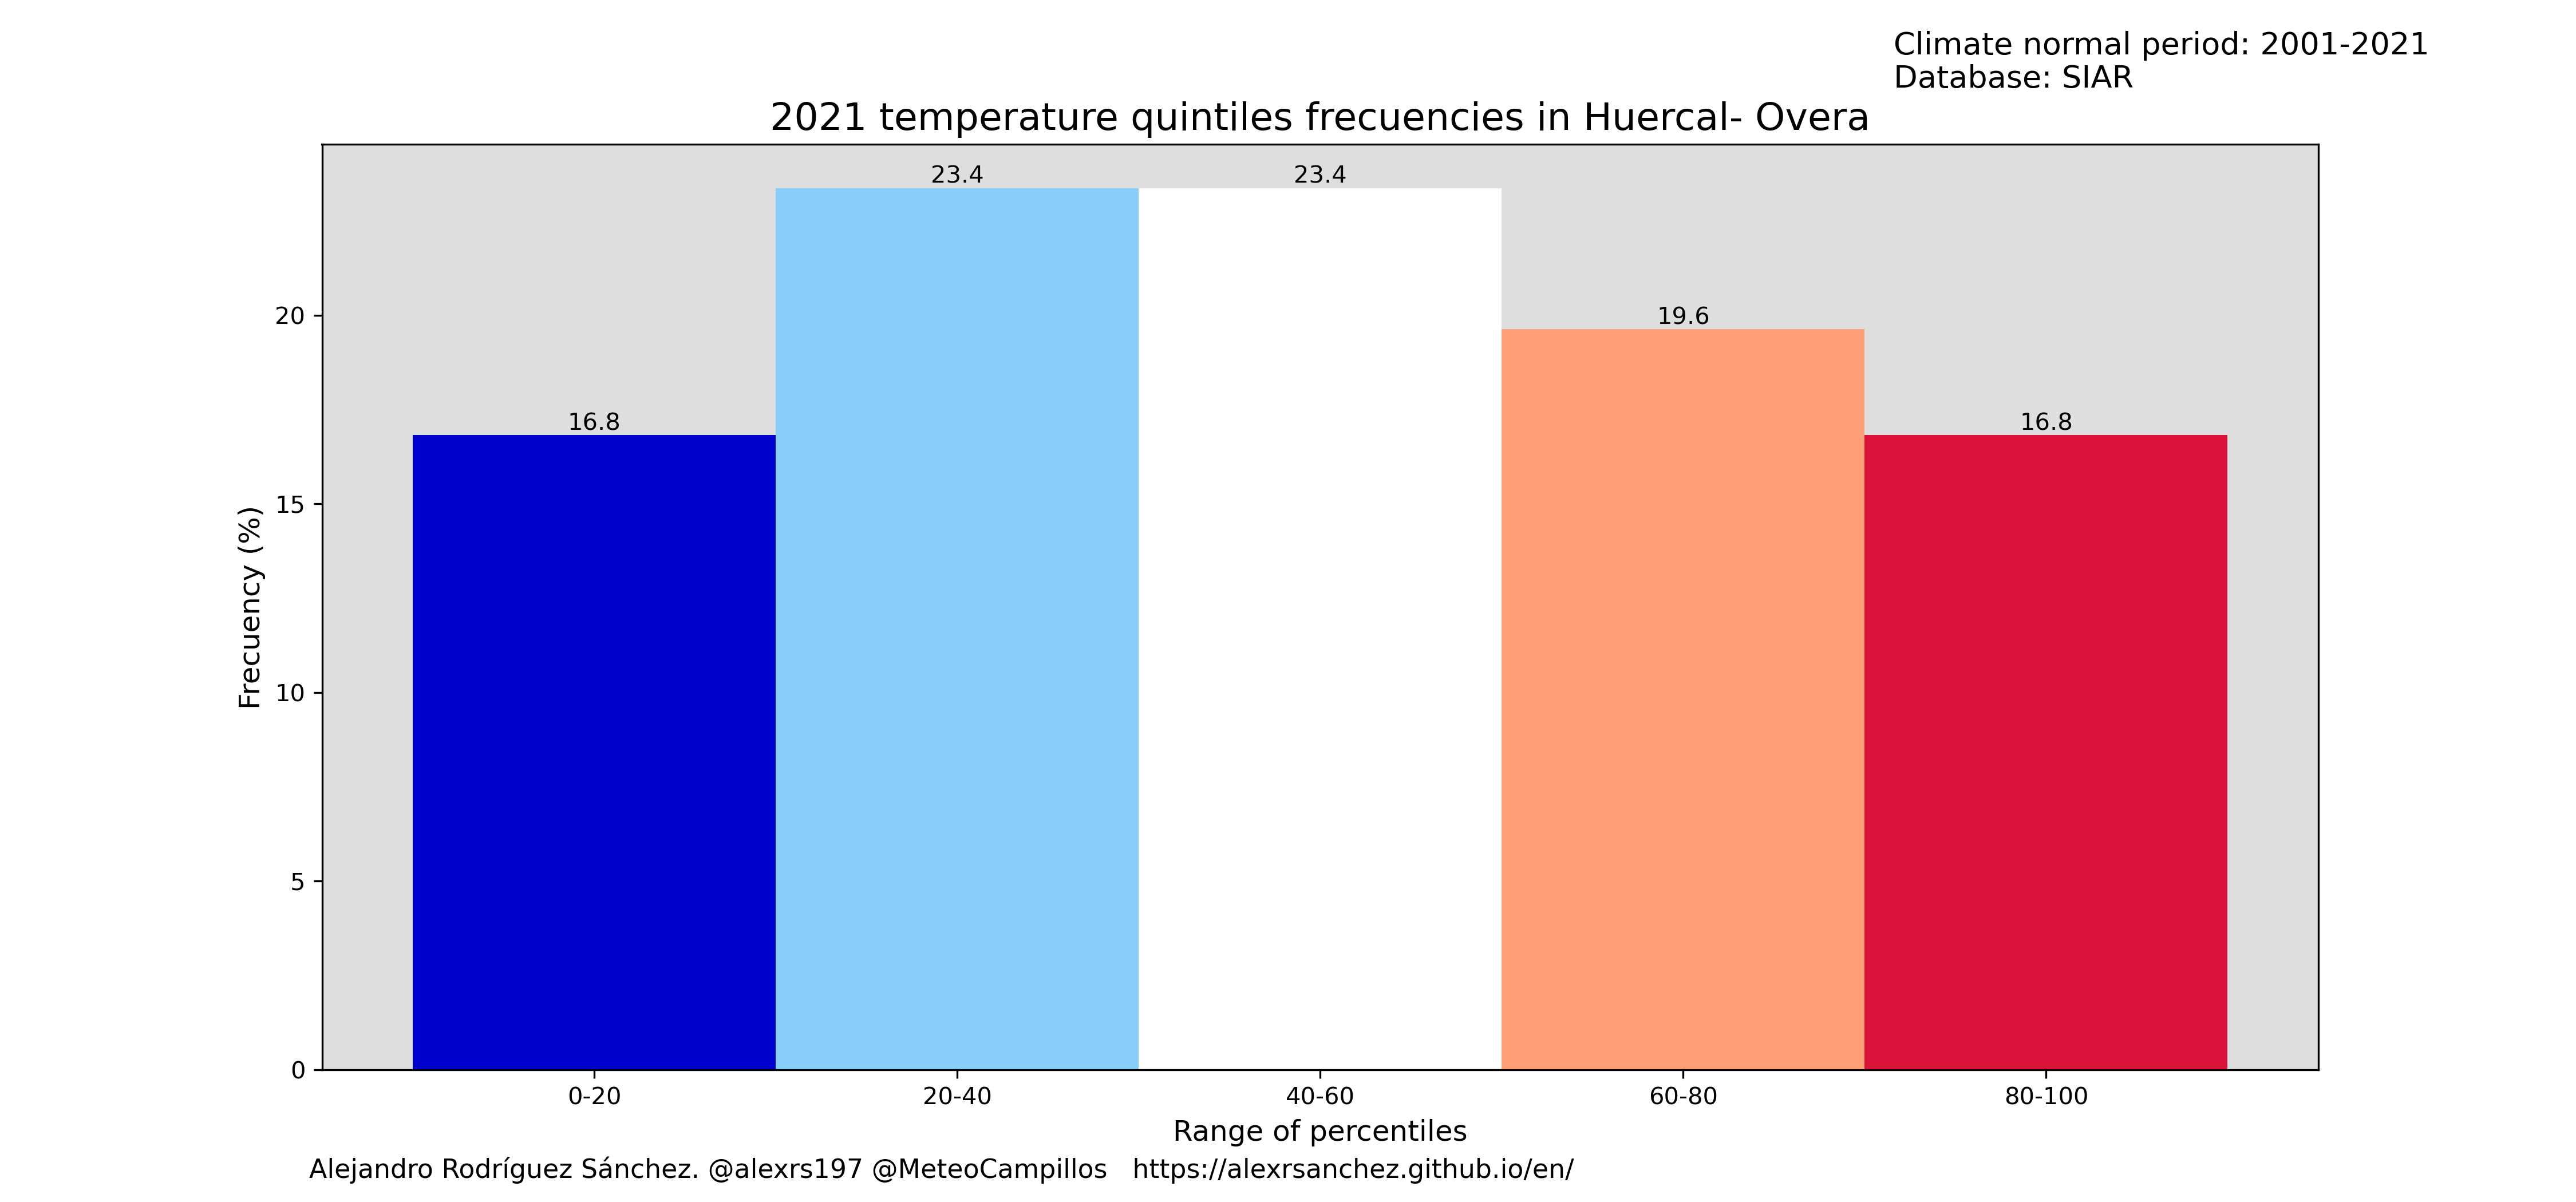 Climate normal period: 2001-2021
Database: SIAR
2021 temperature quintiles frecuencies in Huercal- Overa
23.4
23.4
20
19.6
16.8
16.8
15
Frecuency (%)
10
5
0
0-20
20-40
40-60
60-80
80-100
Range of percentiles
Alejandro Rodríguez Sánchez. @alexrs197 @MeteoCampillos https://alexrsanchez.github.io/en/